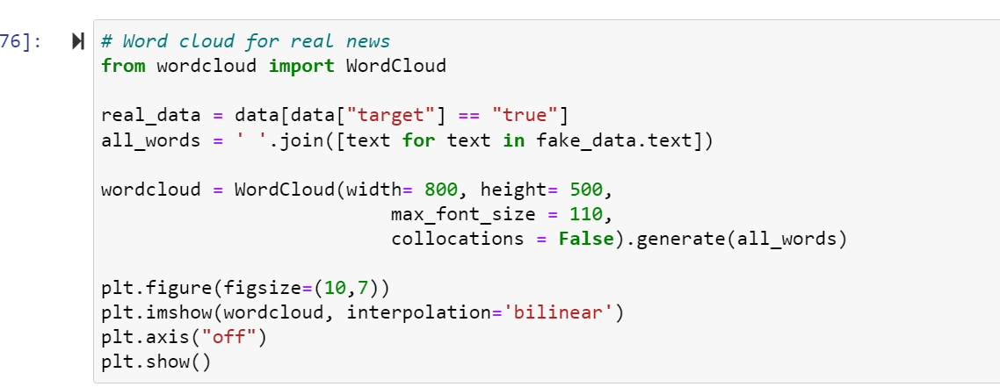 76]:
# Word cloud for real news
from wordcloud import WordCloud

real_data = data[data["target"] == "true"]
all_words = ' '.join([text for text in fake_data.text])

wordcloud = WordCloud(width= 800, height= 500,
                          max_font_size = 110,
                          collocations = False).generate(all_words)

plt.figure(figsize=(10,7))
plt.imshow(wordcloud, interpolation='bilinear')
plt.axis("off")
plt.show()